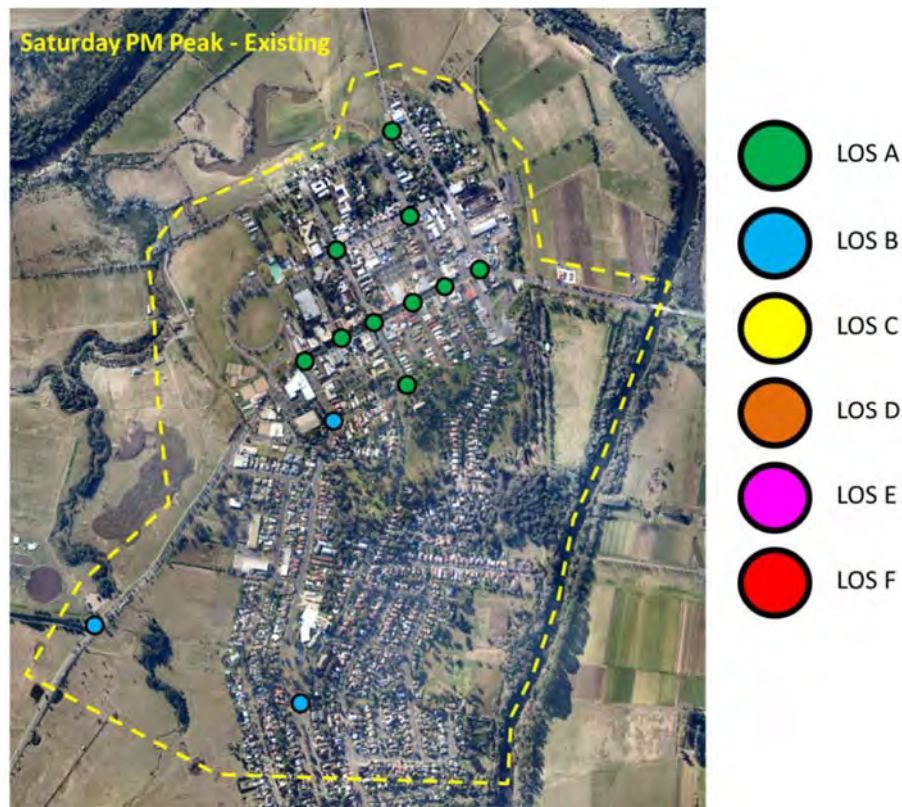 Saturday PM Peak - Existing
LOS A
LOS B
LOS C
LOS D
LOS E
LOS F